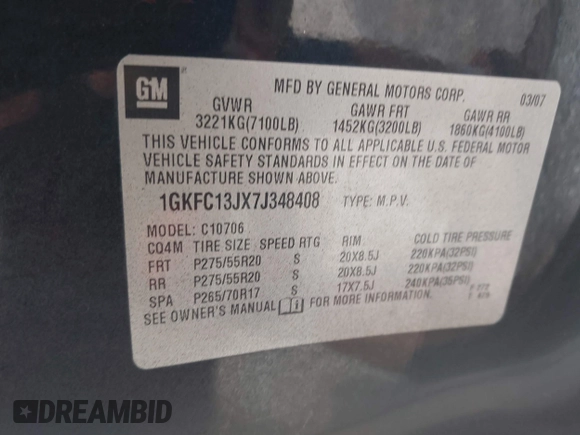 GM
MFD BY GENERAL MOTORS CORP. 03/07
GVWR GAWR FRT GAWR RR
3221KG(7100LB) 1452KG(3200LB) 1860KG(4100LB)
THIS VEHICLE CONFORMS TO ALL APPLICABLE U.S. FEDERAL MOTOR
VEHICLE SAFETY STANDARDS IN EFFECT ON THE DATE OF
MANUFACTURE SHOWN ABOVE.
1GKFC13JX7J348408 TYPE: M.P.V.
MODEL: C10706
CO4M TIRE SIZE SPEED RTG RIM COLD TIRE PRESSURE
FRT P275/55R20 S 20X8.5J 220KPA(32PSI)
RR P275/55R20 S 20X8.5J 220KPA(32PSI)
SPA P265/70R17 S 17X7.5J 240KPA(35PSI)
SEE OWNER'S MANUAL FOR MORE INFORMATION.
DREAMBID